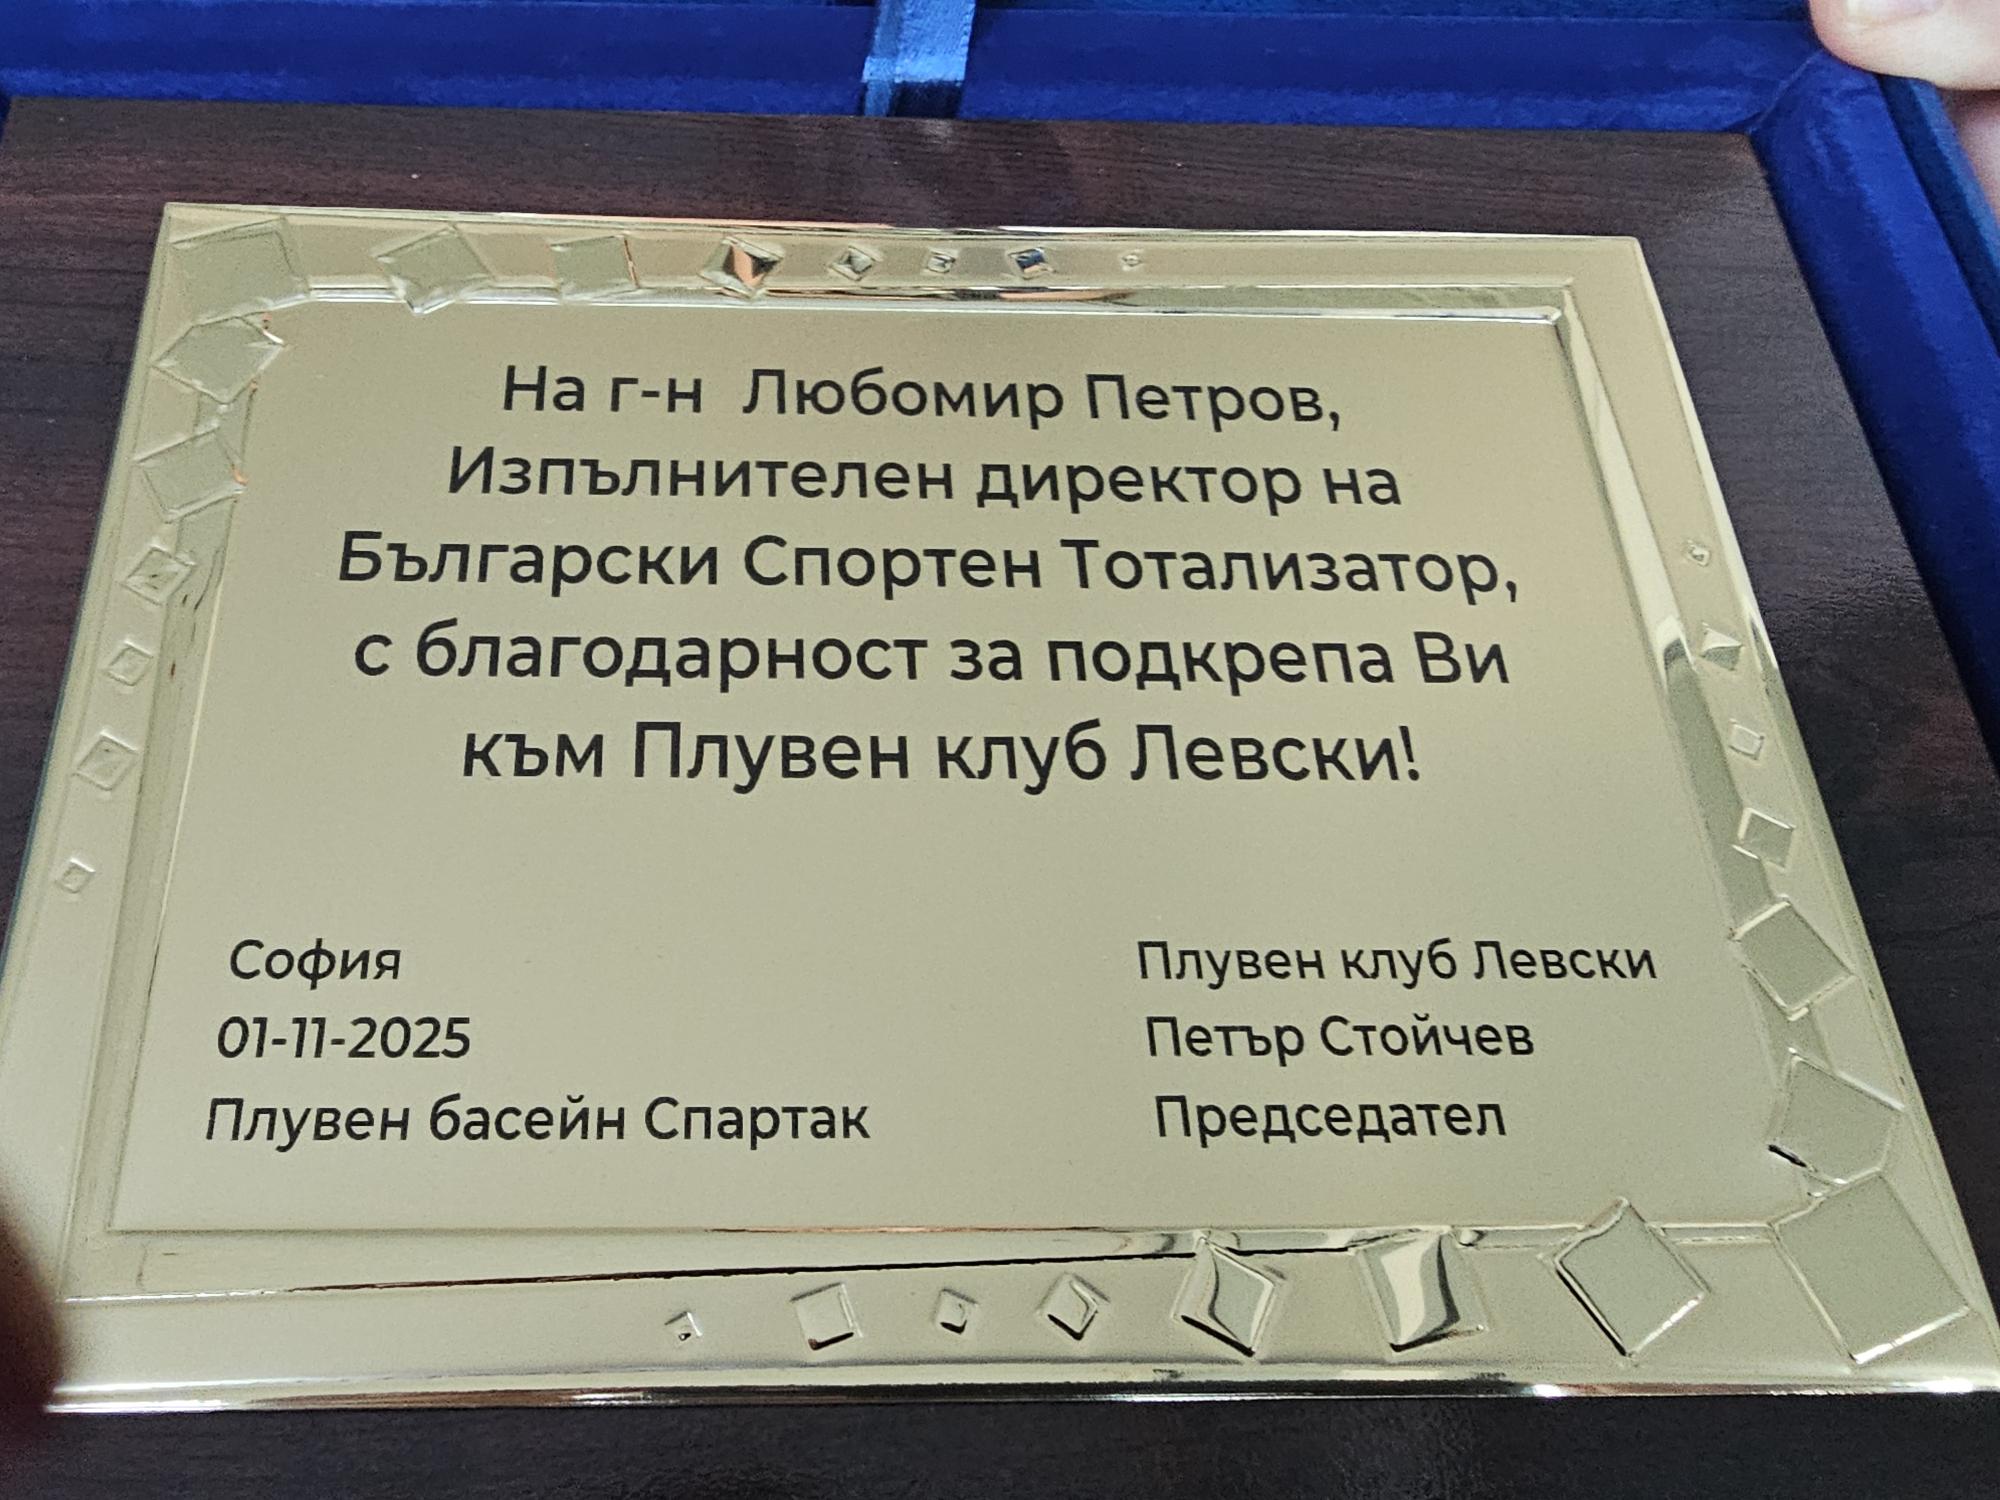 На г-н Любомир Петров,
Изпълнителен директор на
Български Спортен Тотализатор,
с благодарност за подкрепа Ви
към Плувен клуб Левски!
София
01-11-2025
Плувен басейн Спартак
Плувен клуб Левски
Петър Стойчев
Председател